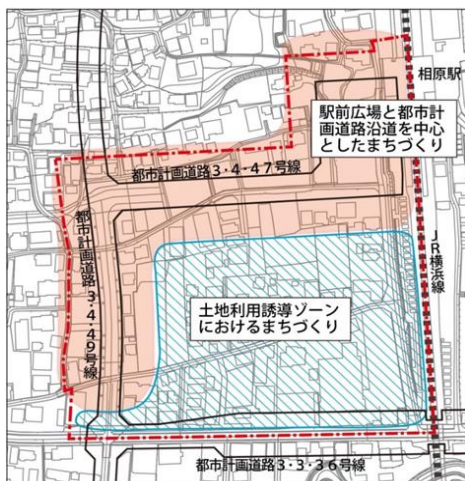 相原駅
駅前広場と都市計
画道路沿道を中心
としたまちづくり
都市計画道路3・4・47号線
都市計画道路3・4・49号線
JR横浜線
土地利用誘導ゾーン
におけるまちづくり
都市計画道路3・3・36号線